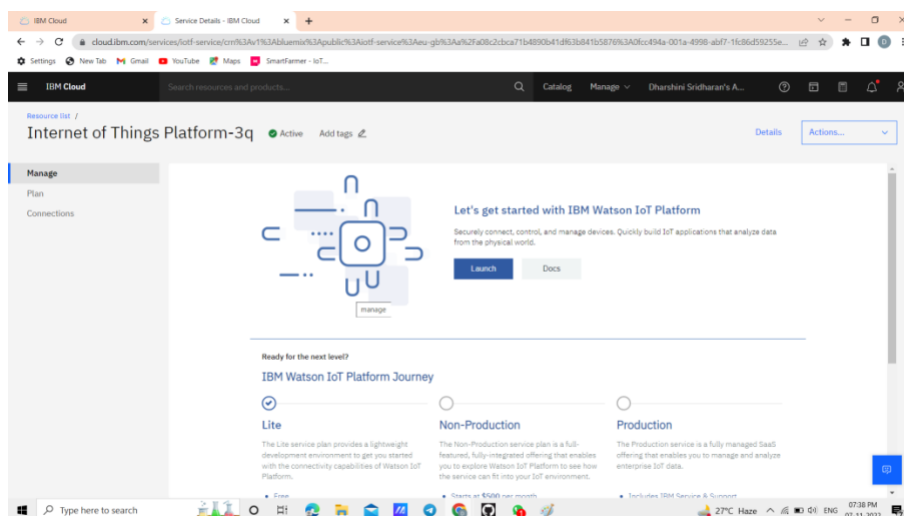 IBM Cloud
Service Details - IBM Cloud
cloud.ibm.com/services/iotf-service/crn%3Av1%3Abluemix%3Apublic%3Aiotf-service%3Aeu-gb%3Aa%2Fa08c2cbca71b4890b41df63b841b5876%3A0fcc494a-001a-4998-abf7-1fc86d59255e...
Settings
New Tab
Gmail
YouTube
Maps
SmartFarmer - IoT...
IBM Cloud
Search resources and products...
Catalog
Manage
Dharshini Sridharan's A...
Resource list /
Internet of Things Platform-3q
Active
Add tags
Details
Actions...
Manage
Plan
Connections
manage
Let's get started with IBM Watson IoT Platform
Securely connect, control, and manage devices. Quickly build IoT applications that analyze data
from the physical world.
Launch
Docs
Ready for the next level?
IBM Watson IoT Platform Journey
Lite
The Lite service plan provides a lightweight
development environment to get you started
with the connectivity capabilities of Watson IoT
Platform.
• Free
Non-Production
The Non-Production service plan is a full-
featured, fully-integrated offering that enables
you to explore Watson IoT Platform to see how
the service can fit into your IoT environment.
• Starts at $500 per month
Production
The Production service is a fully managed SaaS
offering that enables you to manage and analyze
enterprise IoT data.
• Includes IBM Service & Support
Type here to search
27°C Haze
ENG
07:38 PM
07-11-2022